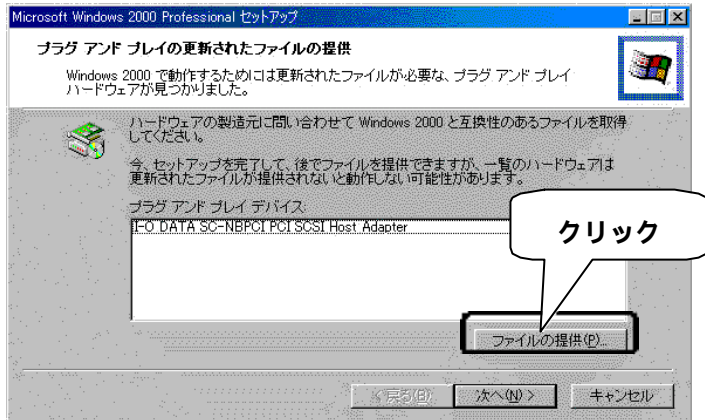 Microsoft Windows 2000 Professional セットアップ
プラグ アンド プレイの更新されたファイルの提供
Windows 2000 で動作するためには更新されたファイルが必要な、プラグ アンド プレイ
ハードウェアが見つかりました。
ハードウェアの製造元に問い合わせて Windows 2000 と互換性のあるファイルを取得
してください。
今、セットアップを完了して、後でファイルを提供できますが、一覧のハードウェアは
更新されたファイルが提供されないと動作しない可能性があります。
プラグ アンド プレイ デバイス:
I-O DATA SC-NBPCI PCI SCSI Host Adapter
クリック
ファイルの提供(P)...
< 戻る(B)
次へ(N) >
キャンセル